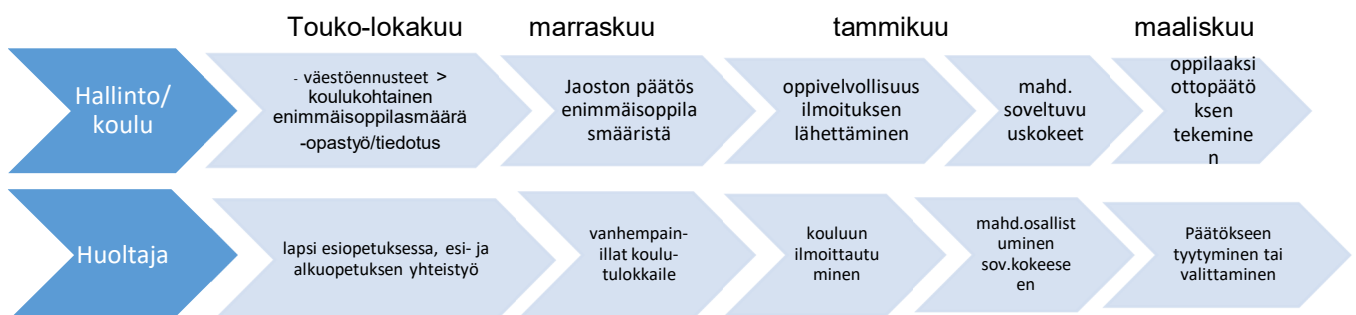 Touko-lokakuu
marraskuu
tammikuu
maaliskuu
Hallinto/
koulu
- väestöennusteet >
koulukohtainen
enimmäisoppilasmäärä
-opastyö/tiedotus
Jaoston päätös
enimmäisoppila
smääristä
oppivelvollisuus
ilmoituksen
lähettäminen
mahd.
soveltuvu
uskokeet
oppilaaksi
ottopäätö
ksen
tekemine
n
Huoltaja
lapsi esiopetuksessa, esi- ja
alkuopetuksen yhteistyö
vanhempain-
illat koulu-
tulokkaile
kouluun
ilmoittautu
minen
mahd.osallist
uminen
sov.kokeese
en
Päätökseen
tyytyminen tai
valittaminen